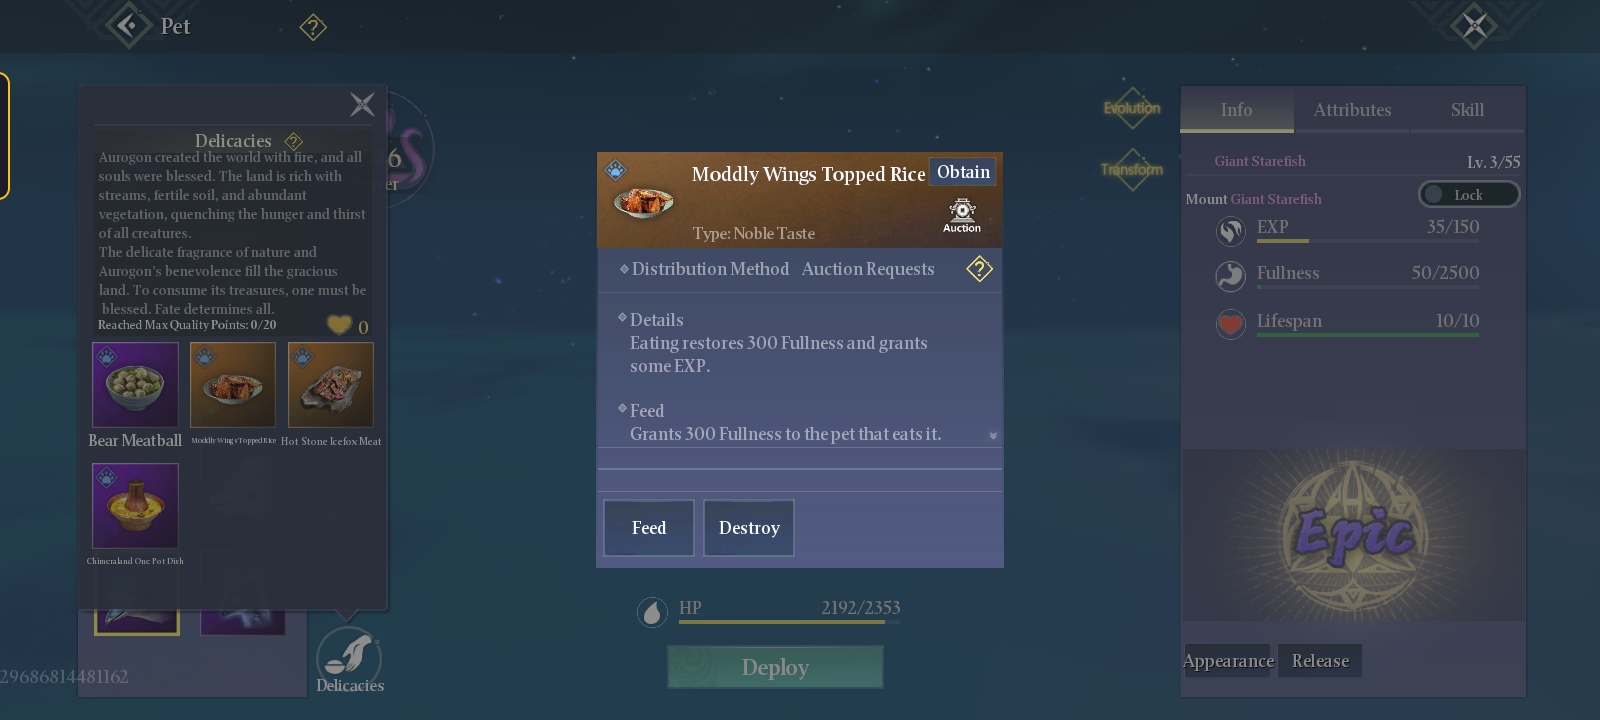 Pet
?
Delicacies ?
Aurogon created the world with fire, and all
souls were blessed. The land is rich with
streams, fertile soil, and abundant
vegetation, quenching the hunger and thirst
of all creatures.
The delicate fragrance of nature and
Aurogon's benevolence fill the gracious
land. To consume its treasures, one must be
blessed. Fate determines all.
Reached Max Quality Points: 0/20
0
Bear Meatball
Moddly Wings Topped Rice
Hot Stone Icefox Meat
Chimeraland One Pot Dish
Delicacies
29686814481162
6
er
Moddly Wings Topped Rice
Obtain
Auction
Type: Noble Taste
Distribution Method Auction Requests ?
Details
Eating restores 300 Fullness and grants
some EXP.
Feed
Grants 300 Fullness to the pet that eats it.
Feed
Destroy
HP 2192/2353
Deploy
Evolution
Transform
Info Attributes Skill
Giant Starefish Lv. 3/55
Mount Giant Starefish Lock
EXP 35/150
Fullness 50/2500
Lifespan 10/10
Epic
Appearance Release